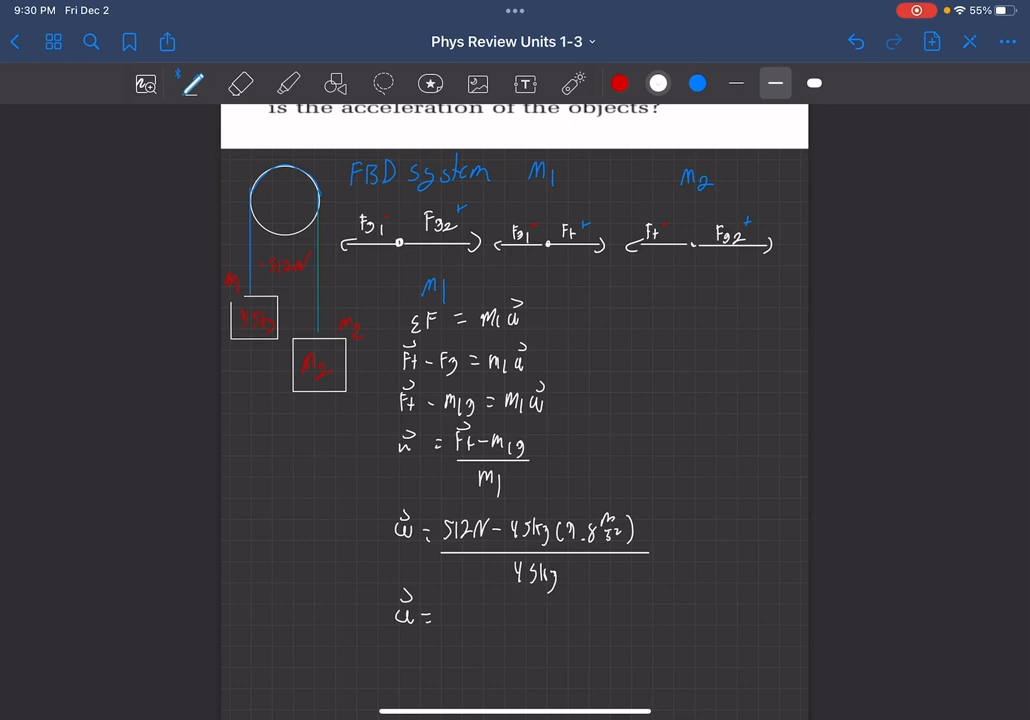 9:30 PM Fri Dec 2
55%
Phys Review Units 1-3
is the acceleration of the objects?
FBD system M1 M2
Fg1 - Fg2 + Fg1 - Ft + Ft - Fg2 +
= 512N
M1
45kg
M2
M2
M1
ΣF = m1a
Ft - Fg = m1a
Ft - m1g = m1a
a = Ft - m1g
m1
a = 512N - 45kg(9.8 m/s2)
45kg
a =